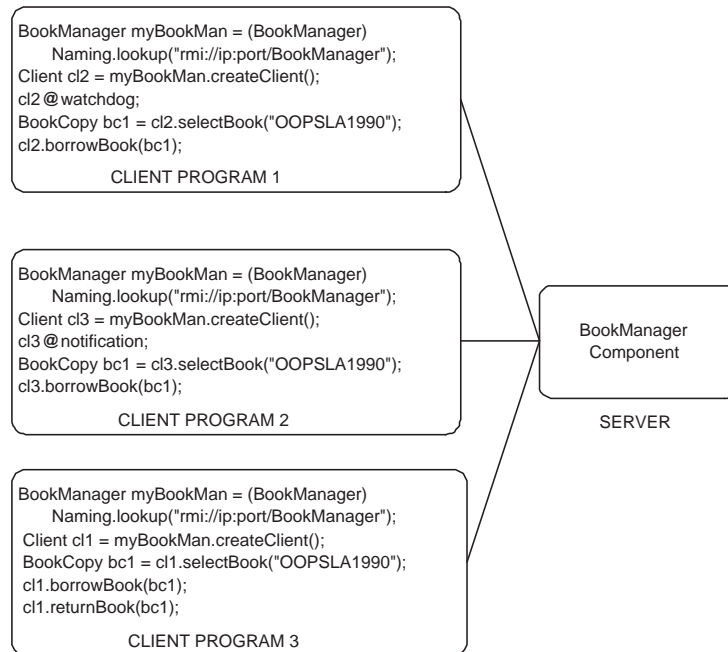 BookManager myBookMan = (BookManager)
Naming.lookup("rmi://ip:port/BookManager");
Client cl2 = myBookMan.createClient();
cl2@watchdog;
BookCopy bc1 = cl2.selectBook("OOPSLA1990");
cl2.borrowBook(bc1);
CLIENT PROGRAM 1
BookManager myBookMan = (BookManager)
Naming.lookup("rmi://ip:port/BookManager");
Client cl3 = myBookMan.createClient();
cl3@notification;
BookCopy bc1 = cl3.selectBook("OOPSLA1990");
cl3.borrowBook(bc1);
CLIENT PROGRAM 2
BookManager
Component
SERVER
BookManager myBookMan = (BookManager)
Naming.lookup("rmi://ip:port/BookManager");
Client cl1 = myBookMan.createClient();
BookCopy bc1 = cl1.selectBook("OOPSLA1990");
cl1.borrowBook(bc1);
cl1.returnBook(bc1);
CLIENT PROGRAM 3